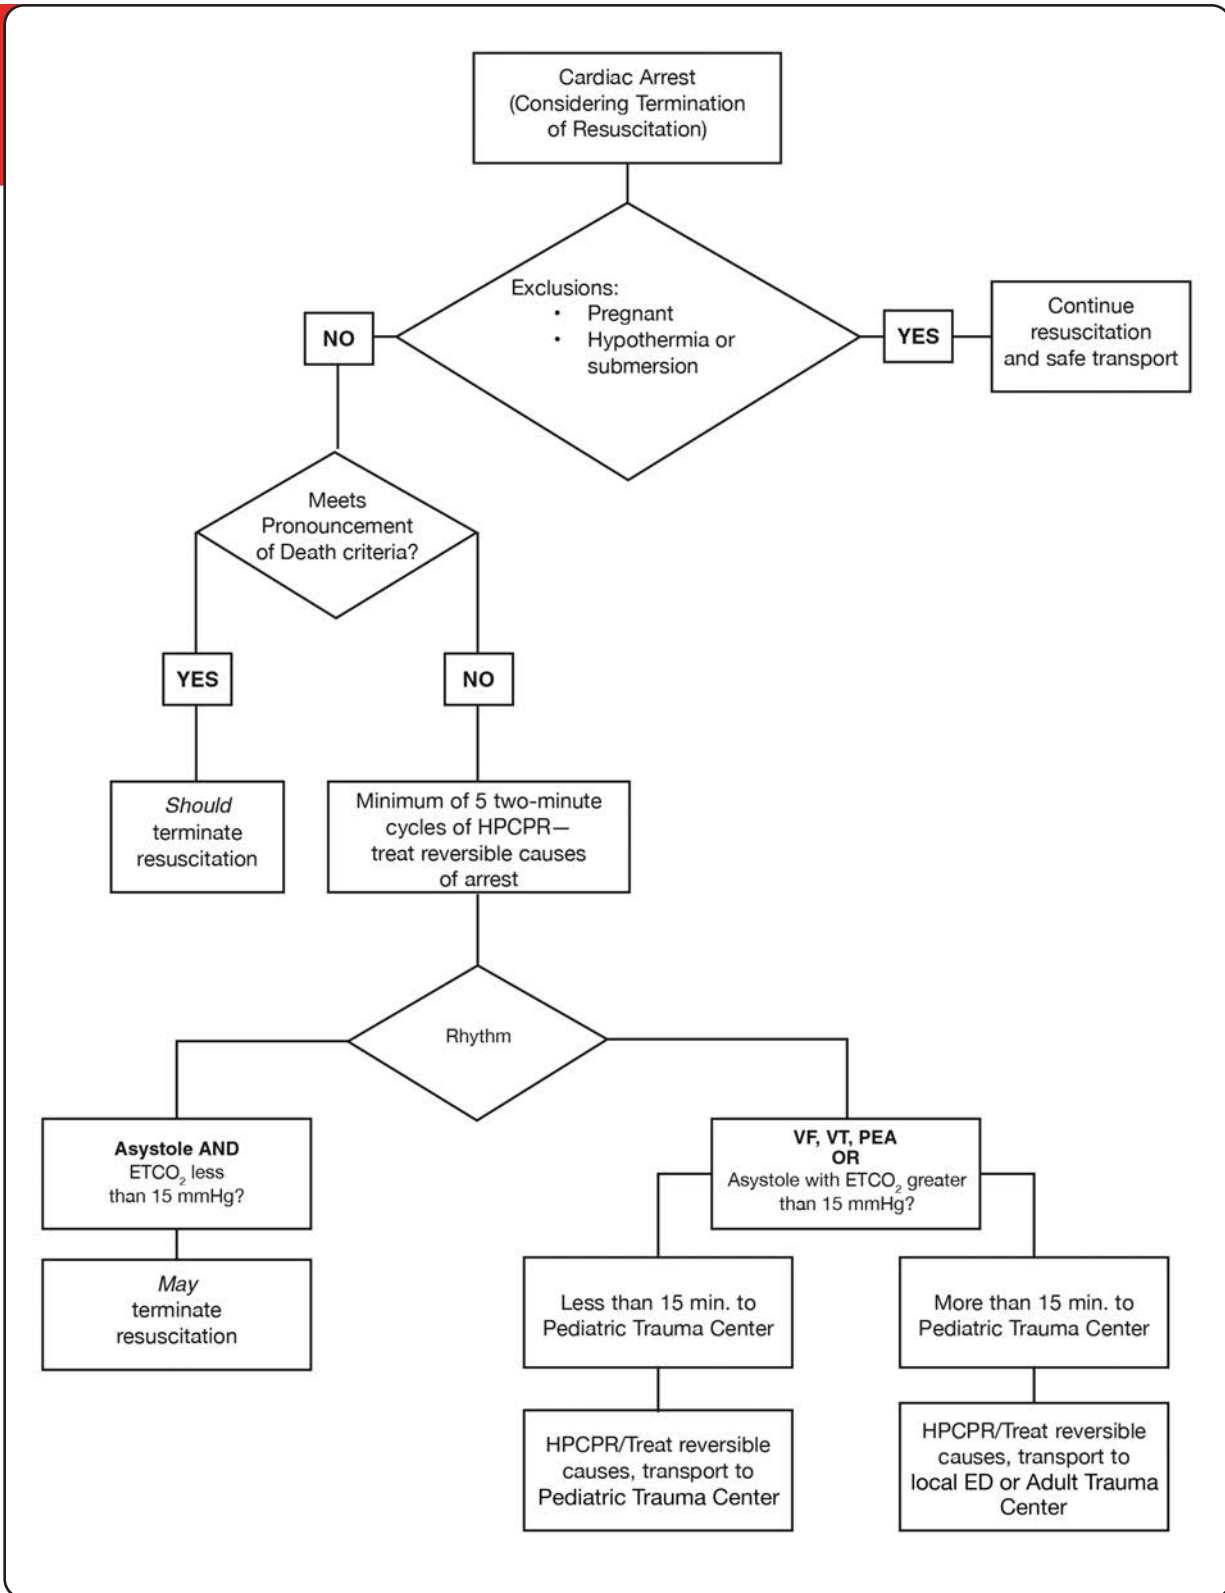 Cardiac Arrest
(Considering Termination
of Resuscitation)
Exclusions:
• Pregnant
• Hypothermia or
submersion
NO
YES
Continue
resuscitation
and safe transport
Meets
Pronouncement
of Death criteria?
YES
NO
Should
terminate
resuscitation
Minimum of 5 two-minute
cycles of HPCPR—
treat reversible causes
of arrest
Rhythm
Asystole AND
ETCO₂ less
than 15 mmHg?
May
terminate
resuscitation
VF, VT, PEA
OR
Asystole with ETCO₂ greater
than 15 mmHg?
Less than 15 min. to
Pediatric Trauma Center
More than 15 min. to
Pediatric Trauma Center
HPCPR/Treat reversible
causes, transport to
Pediatric Trauma Center
HPCPR/Treat reversible
causes, transport to
local ED or Adult Trauma
Center